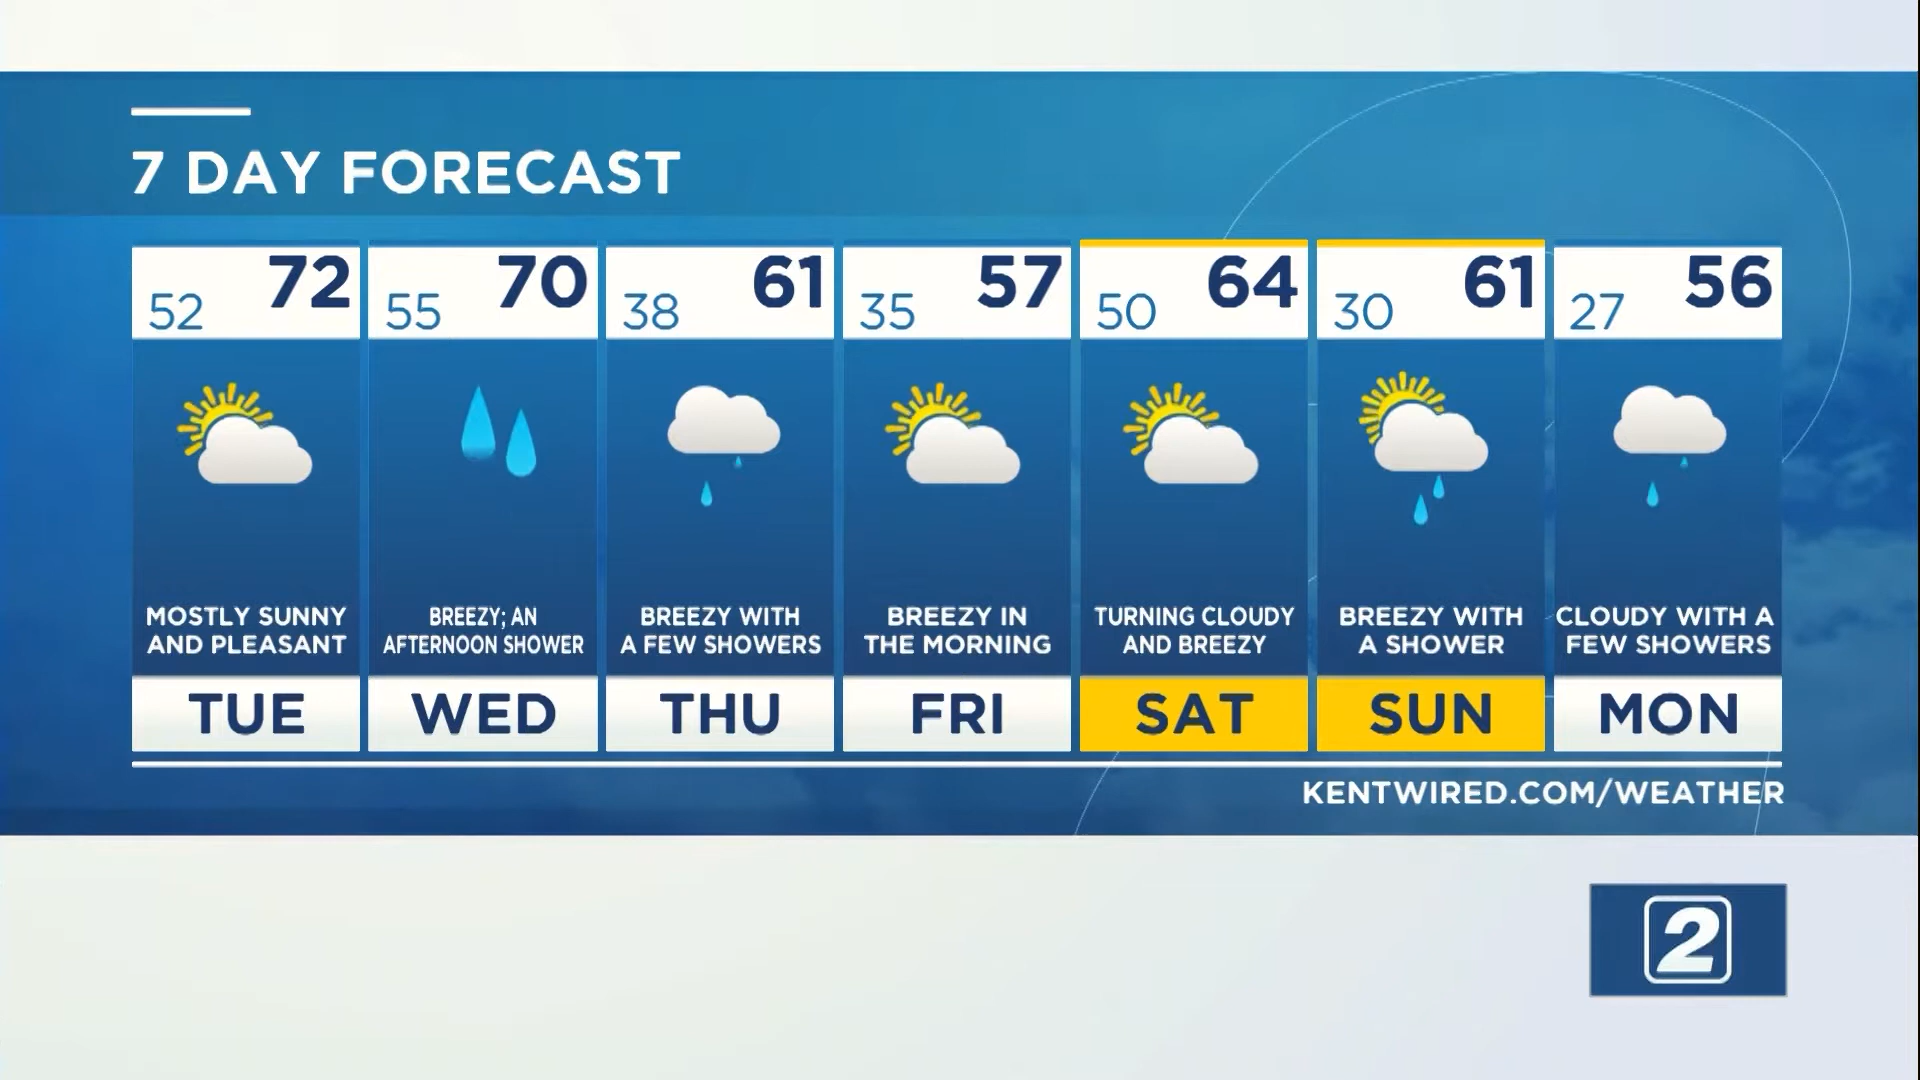 7 DAY FORECAST
52 72
55 70
38 61
35 57
50 64
30 61
27 56
MOSTLY SUNNY
AND PLEASANT
BREEZY; AN
AFTERNOON SHOWER
BREEZY WITH
A FEW SHOWERS
BREEZY IN
THE MORNING
TURNING CLOUDY
AND BREEZY
BREEZY WITH
A SHOWER
CLOUDY WITH A
FEW SHOWERS
TUE
WED
THU
FRI
SAT
SUN
MON
KENTWIRED.COM/WEATHER
2